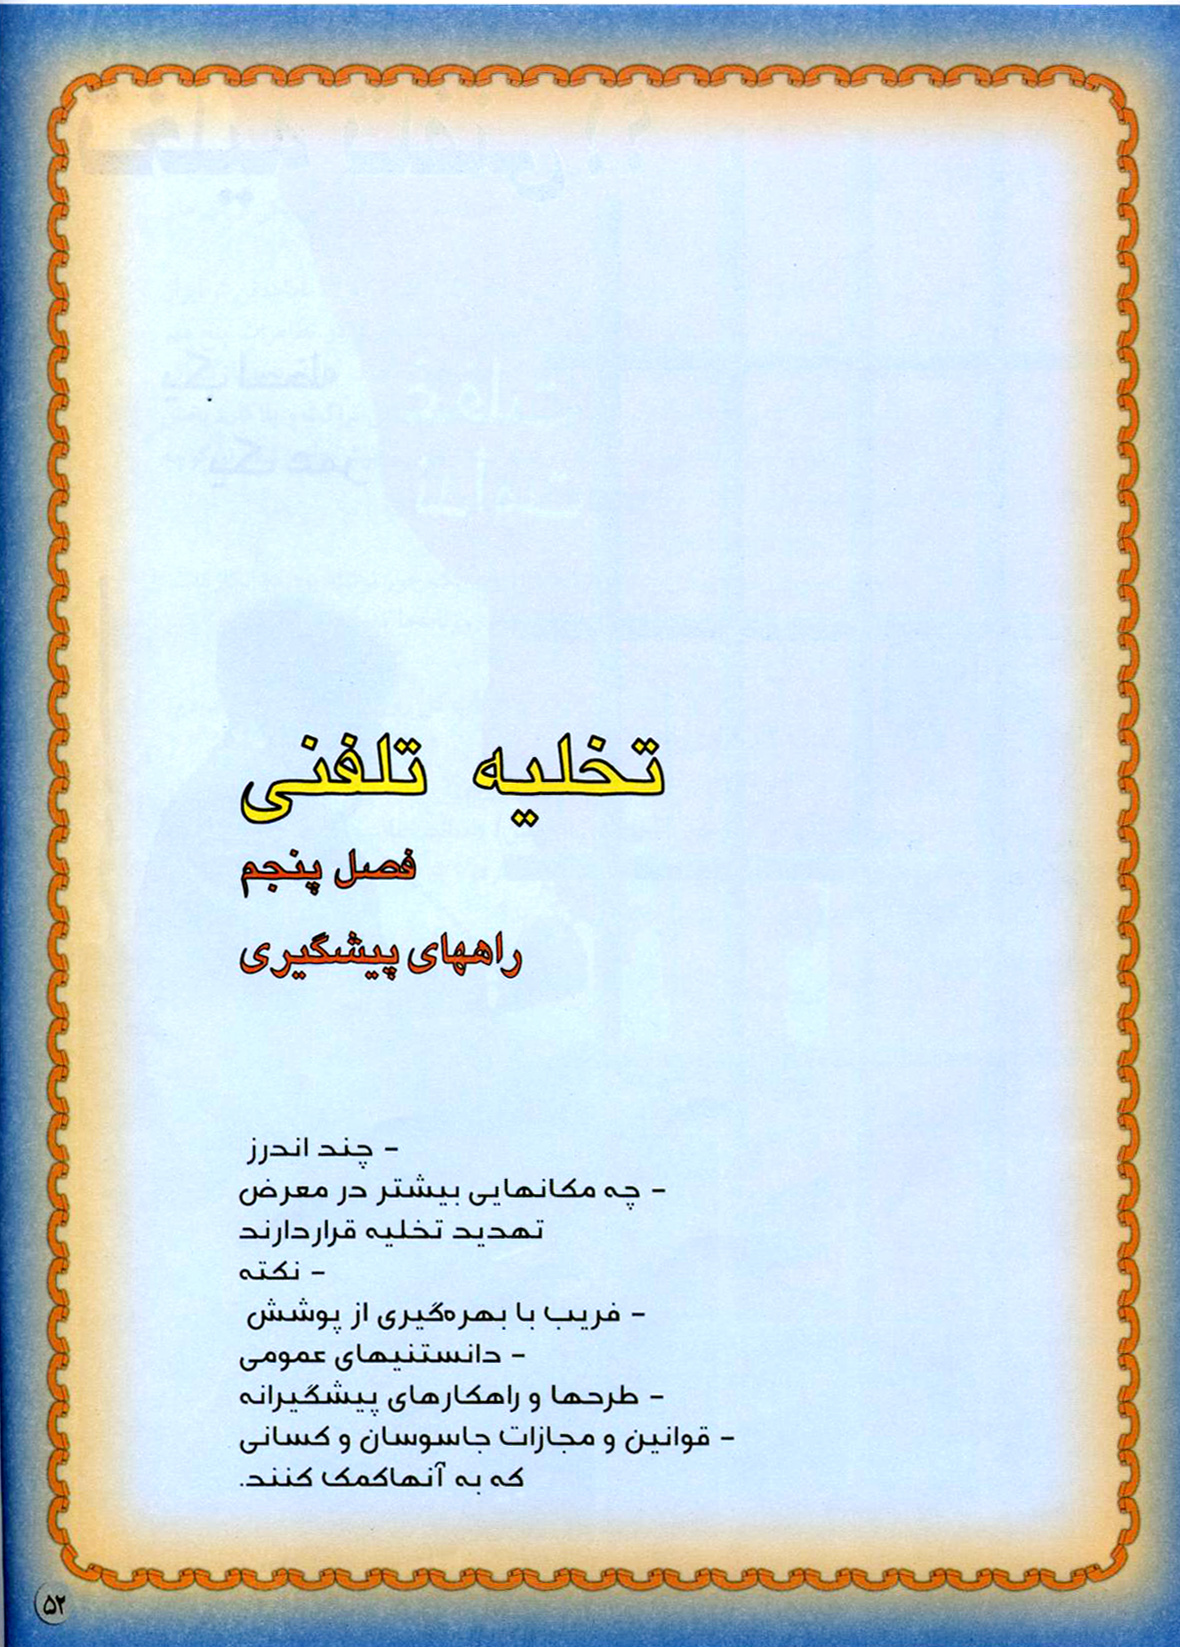 تخلیه تلفنی
فصل پنجم
راههای پیشگیری
- چند اندرز
- چه مکانهایی بیشتر در معرض
تهدید تخلیه قراردارند
- نکته
- فریب با بهره‌گیری از پوشش
- دانستنیهای عمومی
- طرحها و راهکارهای پیشگیرانه
- قوانین و مجازات جاسوسان و کسانی
که به آنهاکمک کنند.
۵۲